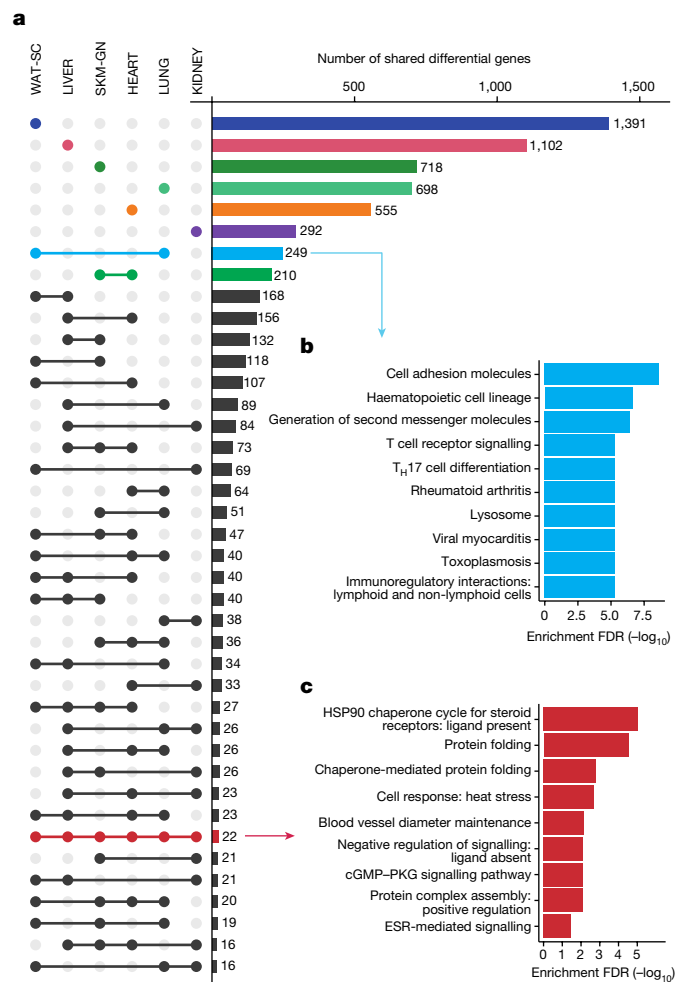 a
WAT-SC
LIVER
SKM-GN
HEART
LUNG
KIDNEY
Number of shared differential genes
500
1,000
1,500
1,391
1,102
718
698
555
292
249
210
168
156
132
118
107
89
84
73
69
64
51
47
40
40
40
38
36
34
33
27
26
26
26
23
23
22
21
21
20
19
16
16
b
Cell adhesion molecules
Haematopoietic cell lineage
Generation of second messenger molecules
T cell receptor signalling
TH17 cell differentiation
Rheumatoid arthritis
Lysosome
Viral myocarditis
Toxoplasmosis
Immunoregulatory interactions:
lymphoid and non-lymphoid cells
0 2.5 5.0 7.5
Enrichment FDR (–log10)
c
HSP90 chaperone cycle for steroid
receptors: ligand present
Protein folding
Chaperone-mediated protein folding
Cell response: heat stress
Blood vessel diameter maintenance
Negative regulation of signalling:
ligand absent
cGMP–PKG signalling pathway
Protein complex assembly:
positive regulation
ESR-mediated signalling
0 1 2 3 4 5
Enrichment FDR (–log10)